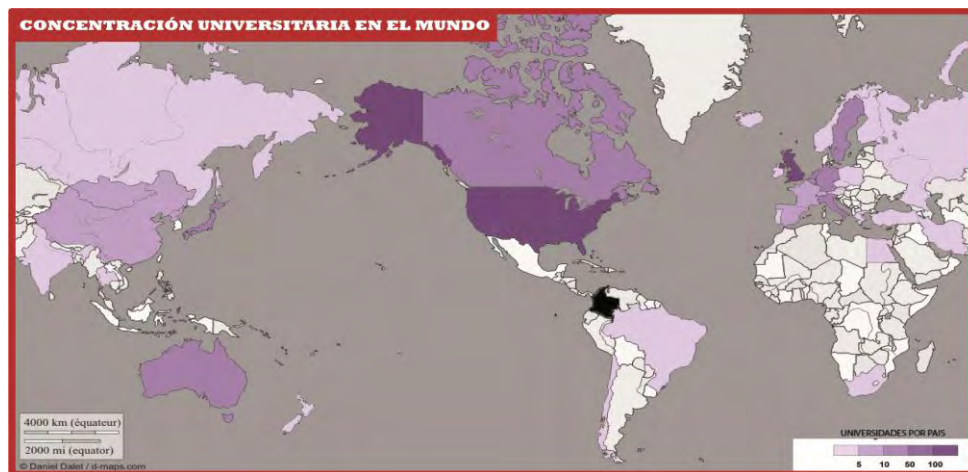 CONCENTRACIÓN UNIVERSITARIA EN EL MUNDO
4000 km (équateur)
2000 mi (equator)
© Daniel Dalet / d-maps.com
UNIVERSIDADES POR PAIS
5 10 50 100